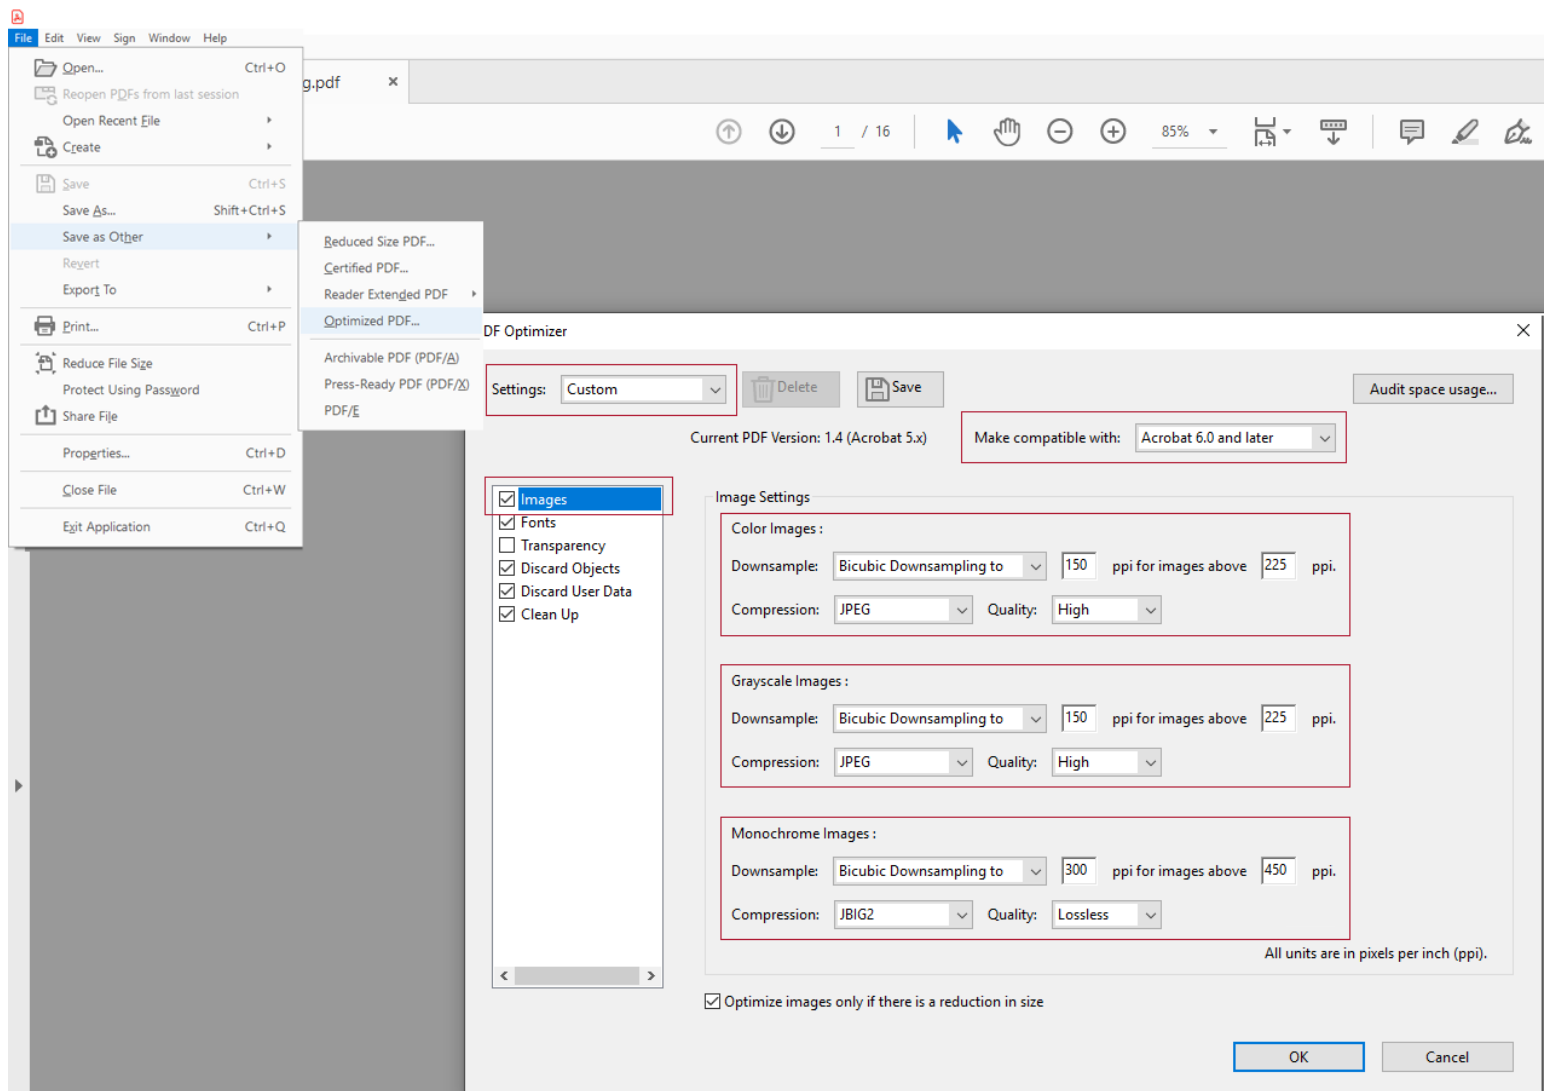 File Edit View Sign Window Help
Open... Ctrl+O
Reopen PDFs from last session
Open Recent File
Create
Save Ctrl+S
Save As... Shift+Ctrl+S
Save as Other
Revert
Export To
Print... Ctrl+P
Reduce File Size
Protect Using Password
Share File
Properties... Ctrl+D
Close File Ctrl+W
Exit Application Ctrl+Q
g.pdf
1 / 16 85%
Reduced Size PDF...
Certified PDF...
Reader Extended PDF
Optimized PDF...
Archivable PDF (PDF/A)
Press-Ready PDF (PDF/X)
PDF/E
DF Optimizer
Settings: Custom Delete Save Audit space usage...
Current PDF Version: 1.4 (Acrobat 5.x) Make compatible with: Acrobat 6.0 and later
Images
Fonts
Transparency
Discard Objects
Discard User Data
Clean Up
Image Settings
Color Images :
Downsample: Bicubic Downsampling to 150 ppi for images above 225 ppi.
Compression: JPEG Quality: High
Grayscale Images :
Downsample: Bicubic Downsampling to 150 ppi for images above 225 ppi.
Compression: JPEG Quality: High
Monochrome Images :
Downsample: Bicubic Downsampling to 300 ppi for images above 450 ppi.
Compression: JBIG2 Quality: Lossless
All units are in pixels per inch (ppi).
Optimize images only if there is a reduction in size
OK Cancel